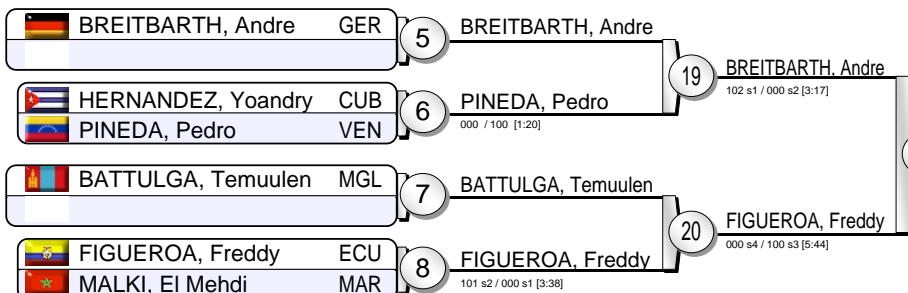 BREITBARTH, Andre GER
5
BREITBARTH, Andre
19
BREITBARTH, Andre
102 s1 / 000 s2 [3:17]
HERNANDEZ, Yoandry CUB
PINEDA, Pedro VEN
6
PINEDA, Pedro
000 / 100 [1:20]
BATTULGA, Temuulen MGL
7
BATTULGA, Temuulen
20
FIGUEROA, Freddy
000 s4 / 100 s3 [5:44]
FIGUEROA, Freddy ECU
MALKI, El Mehdi MAR
8
FIGUEROA, Freddy
101 s2 / 000 s1 [3:38]